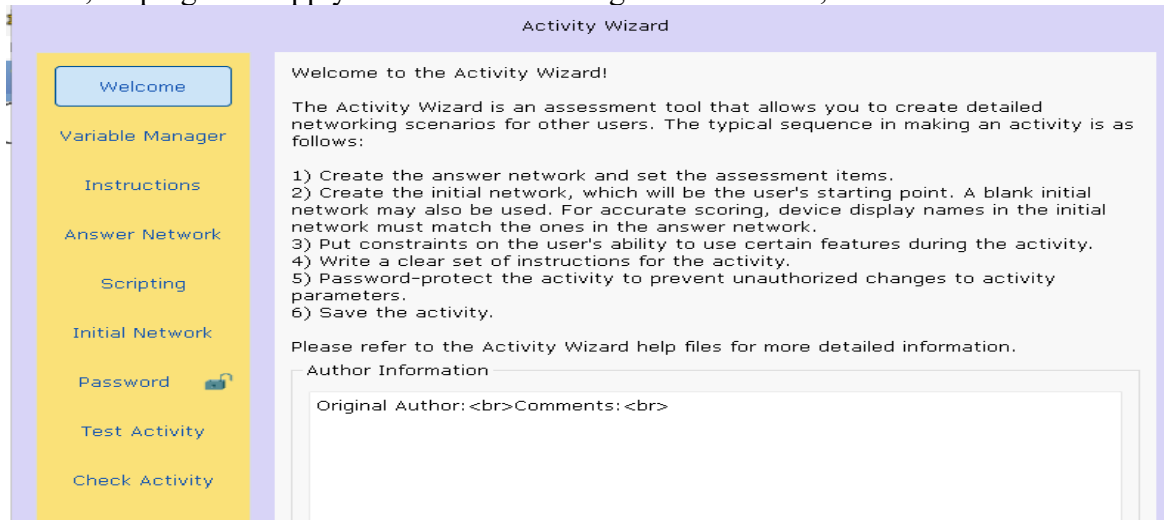 Activity Wizard
Welcome
Variable Manager
Instructions
Answer Network
Scripting
Initial Network
Password
Test Activity
Check Activity
Welcome to the Activity Wizard!
The Activity Wizard is an assessment tool that allows you to create detailed
networking scenarios for other users. The typical sequence in making an activity is as
follows:
1) Create the answer network and set the assessment items.
2) Create the initial network, which will be the user's starting point. A blank initial
network may also be used. For accurate scoring, device display names in the initial
network must match the ones in the answer network.
3) Put constraints on the user's ability to use certain features during the activity.
4) Write a clear set of instructions for the activity.
5) Password-protect the activity to prevent unauthorized changes to activity
parameters.
6) Save the activity.
Please refer to the Activity Wizard help files for more detailed information.
Author Information
Original Author:<br>Comments:<br>